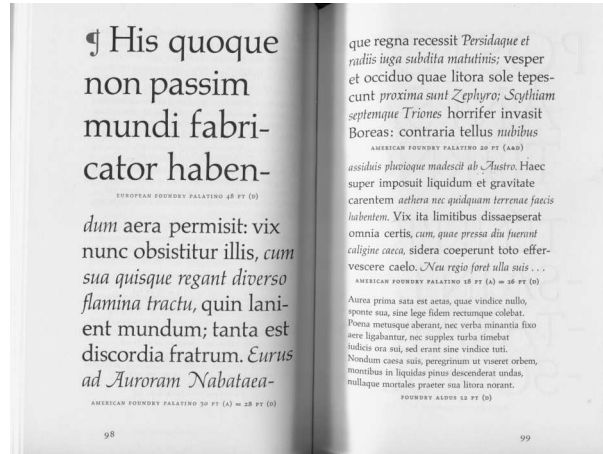 ¶ His quoque
non passim
mundi fabri-
cator haben-
EUROPEAN FOUNDRY PALATINO 48 PT (D)
dum aera permisit: vix
nunc obsistitur illis, cum
sua quisque regant diverso
flamina tractu, quin lani-
ent mundum; tanta est
discordia fratrum. Eurus
ad Auroram Nabataea-
AMERICAN FOUNDRY PALATINO 30 PT (A) = 28 PT (D)
98
que regna recessit Persidaque et
radiis iuga subdita matutinis; vesper
et occiduo quae litora sole tepes-
cunt proxima sunt Zephyro; Scythiam
septemque Triones horrifer invasit
Boreas: contraria tellus nubibus
AMERICAN FOUNDRY PALATINO 20 PT (A&D)
assiduis pluvioque madescit ab Austro. Haec
super imposuit liquidum et gravitate
carentem aethera nec quidquam terrenae faecis
habentem. Vix ita limitibus dissaepserat
omnia certis, cum, quae pressa diu fuerant
caligine caeca, sidera coeperunt toto effer-
vescere caelo. Neu regio foret ulla suis . . .
AMERICAN FOUNDRY PALATINO 18 PT (A) = 16 PT (D)
Aurea prima sata est aetas, quae vindice nullo,
sponte sua, sine lege fidem rectumque colebat.
Poena metusque aberant, nec verba minantia fixo
aere ligabantur, nec supplex turba timebat
iudicis ora sui, sed erant sine vindice tuti.
Nondum caesa suis, peregrinum ut viseret orbem,
montibus in liquidas pinus descenderat undas,
nullaque mortales praeter sua litora norant.
FOUNDRY ALDUS 12 PT (D)
99